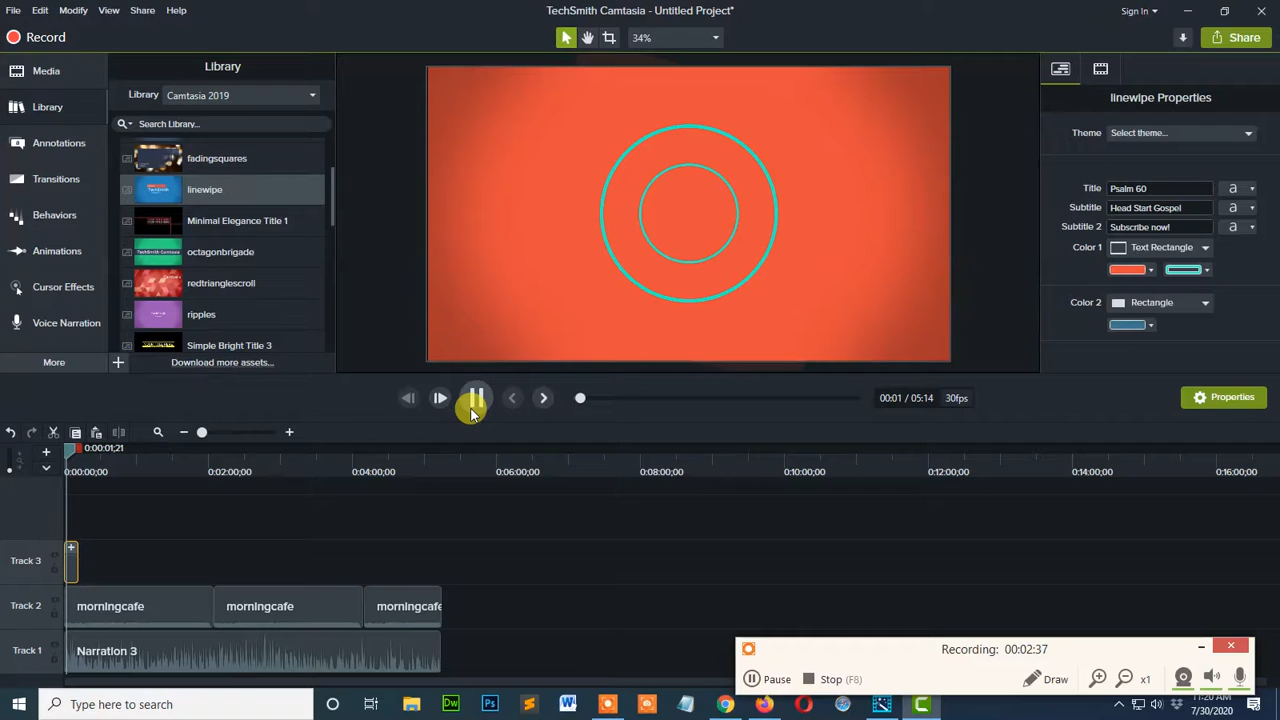 File Edit Modify View Share Help TechSmith Camtasia - Untitled Project* Sign In
Record 34% Share
Media
Library
Annotations
Transitions
Behaviors
Animations
Cursor Effects
Voice Narration
More
Library
Library Camtasia 2019
Search Library...
fadingsquares
linewipe
Minimal Elegance Title 1
octagonbrigade
redtrianglescroll
ripples
Simple Bright Title 3
Download more assets...
linewipe Properties
Theme Select theme...
Title Psalm 60 a
Subtitle Head Start Gospel a
Subtitle 2 Subscribe now! a
Color 1 Text Rectangle
Color 2 Rectangle
00:01 / 05:14 30fps
Properties
0:00:01;21
0:00:00;00 0:02:00;00 0:04:00;00 0:06:00;00 0:08:00;00 0:10:00;00 0:12:00;00 0:14:00;00 0:16:00;00
Track 3
Track 2 morningcafe morningcafe morningcafe
Track 1 Narration 3
Recording: 00:02:37
Pause Stop (F8) Draw x1
Type here to search
11:20 AM
7/30/2020